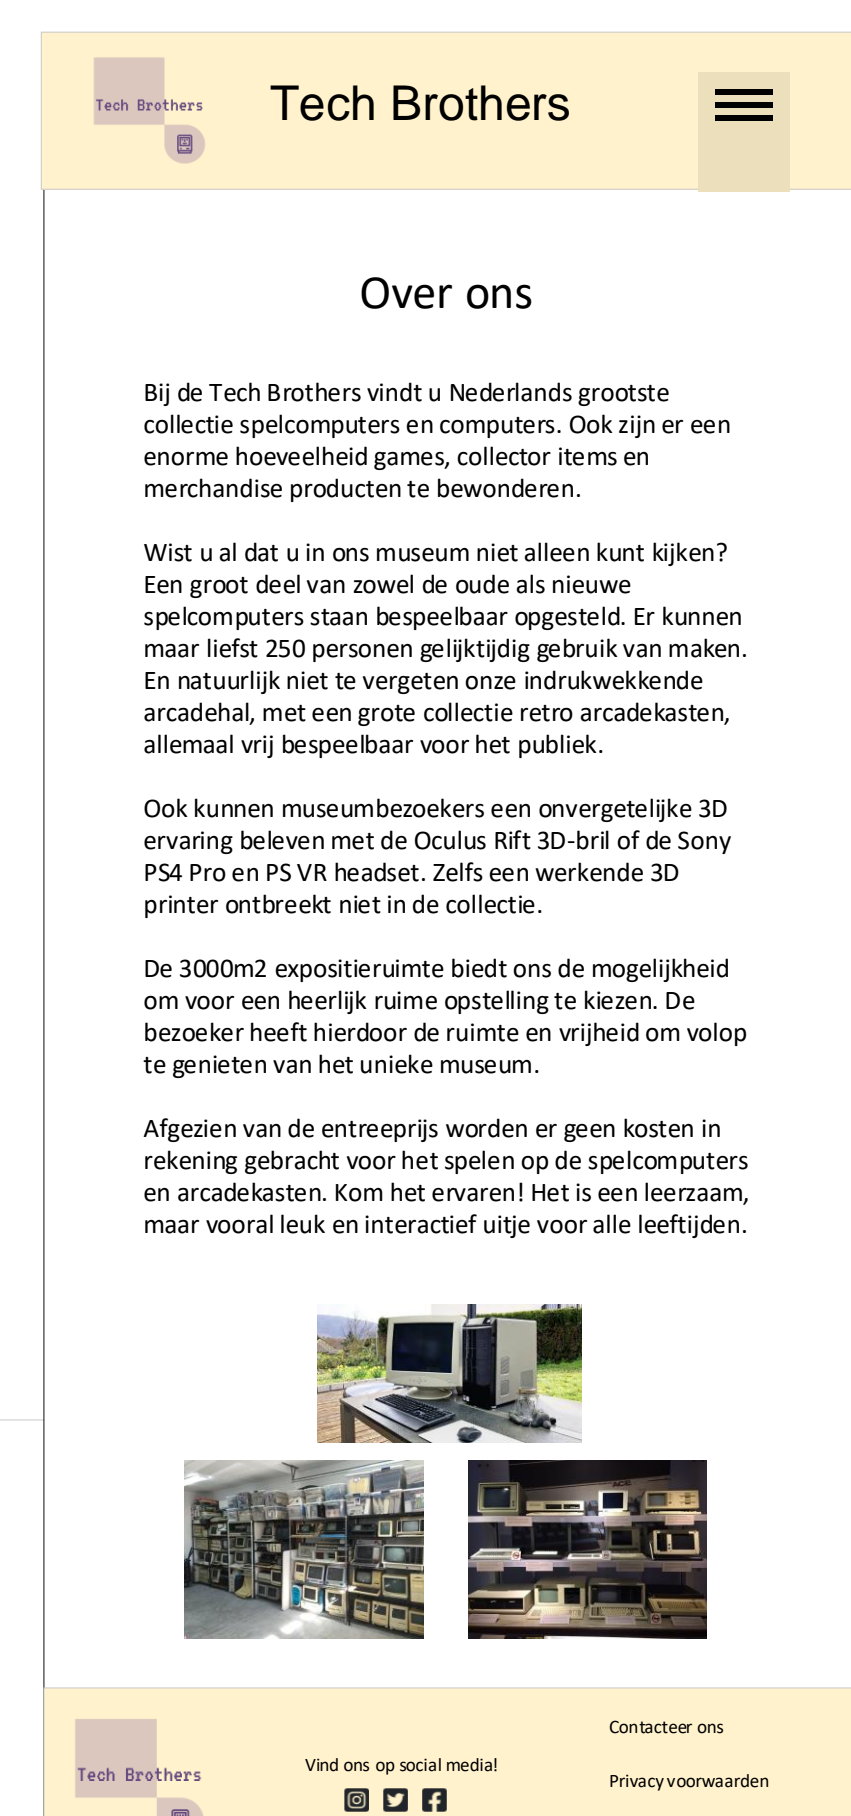 Tech Brothers
Tech Brothers
Over ons
Bij de Tech Brothers vindt u Nederlands grootste
collectie spelcomputers en computers. Ook zijn er een
enorme hoeveelheid games, collector items en
merchandise producten te bewonderen.
Wist u al dat u in ons museum niet alleen kunt kijken?
Een groot deel van zowel de oude als nieuwe
spelcomputers staan bespeelbaar opgesteld. Er kunnen
maar liefst 250 personen gelijktijdig gebruik van maken.
En natuurlijk niet te vergeten onze indrukwekkende
arcadehal, met een grote collectie retro arcadekasten,
allemaal vrij bespeelbaar voor het publiek.
Ook kunnen museumbezoekers een onvergetelijke 3D
ervaring beleven met de Oculus Rift 3D-bril of de Sony
PS4 Pro en PS VR headset. Zelfs een werkende 3D
printer ontbreekt niet in de collectie.
De 3000m2 expositieruimte biedt ons de mogelijkheid
om voor een heerlijk ruime opstelling te kiezen. De
bezoeker heeft hierdoor de ruimte en vrijheid om volop
te genieten van het unieke museum.
Afgezien van de entreeprijs worden er geen kosten in
rekening gebracht voor het spelen op de spelcomputers
en arcadekasten. Kom het ervaren! Het is een leerzaam,
maar vooral leuk en interactief uitje voor alle leeftijden.
ACE
Contacteer ons
Vind ons op social media!
Tech Brothers
Privacy voorwaarden